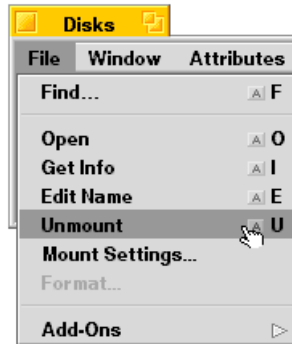 Disks
File Window Attributes
Find... A F
Open A O
Get Info A I
Edit Name A E
Unmount A U
Mount Settings...
Format...
Add-Ons